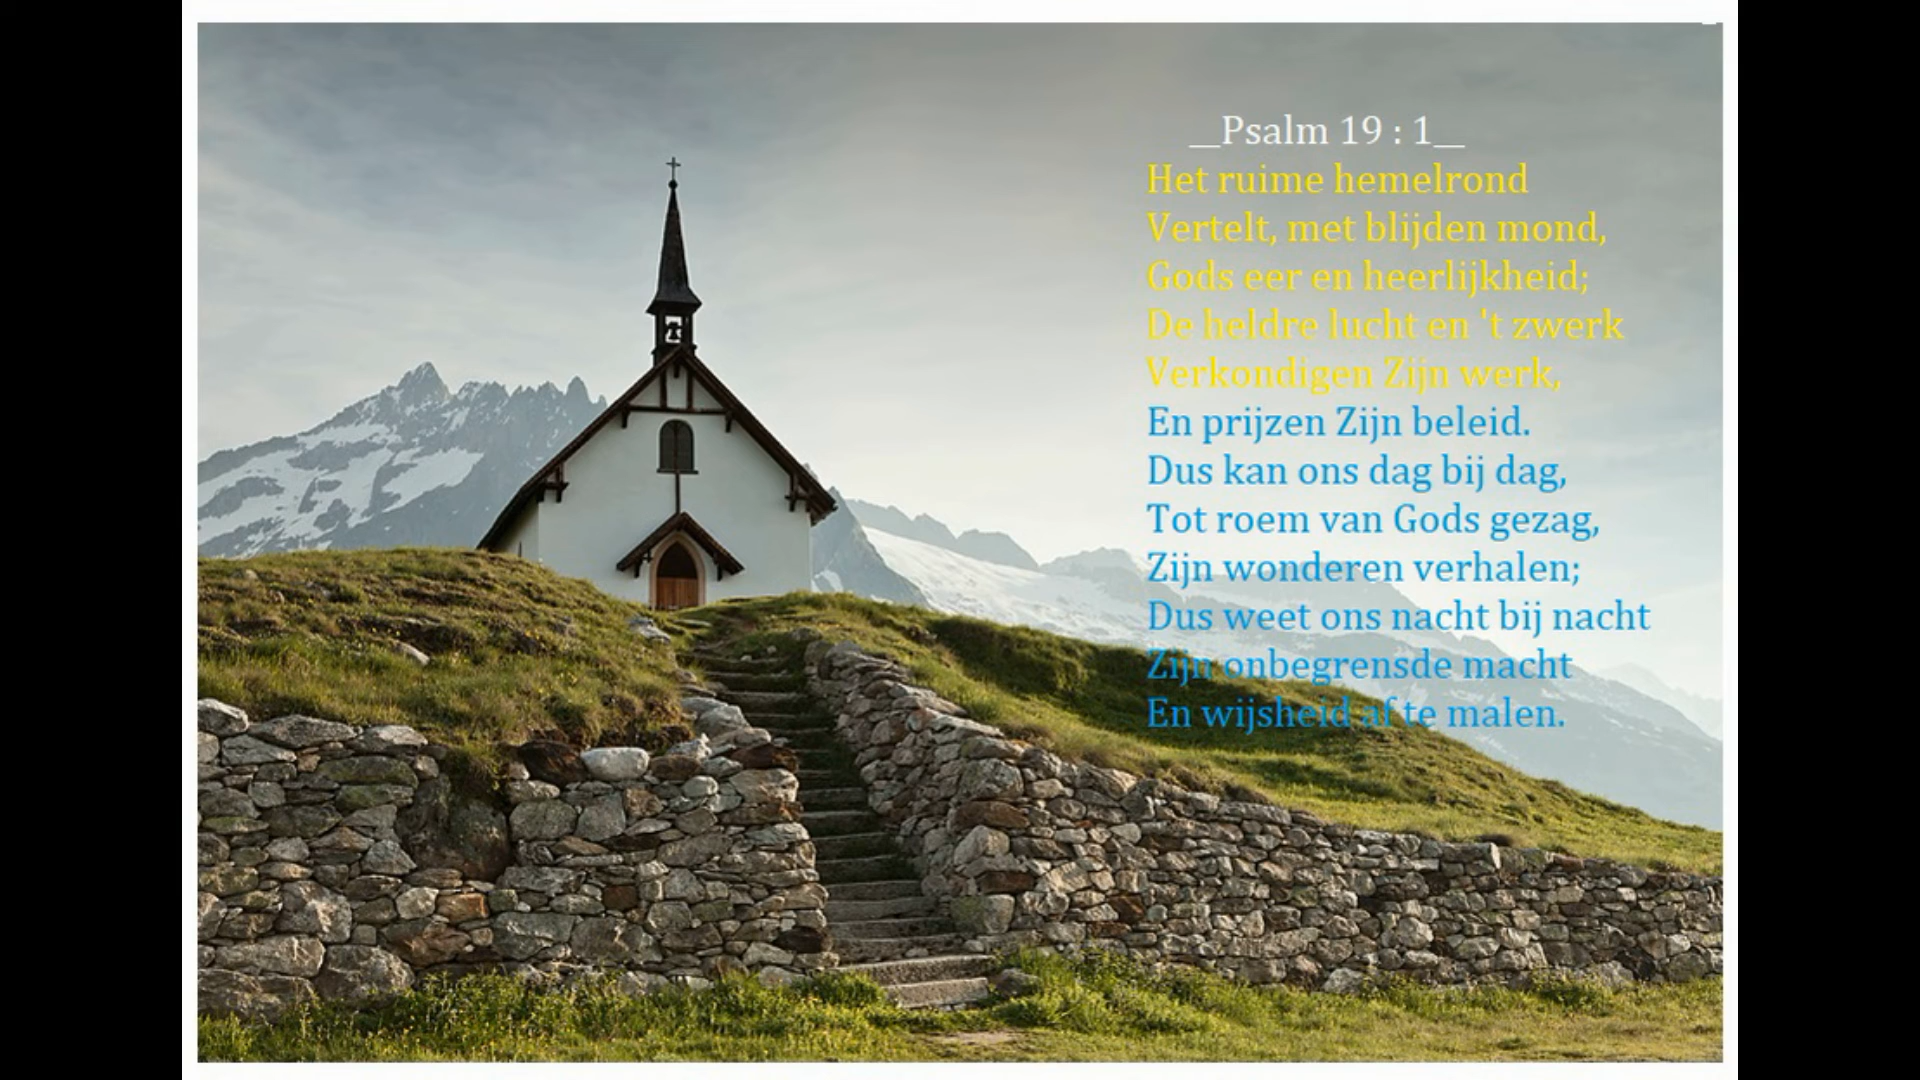 __Psalm 19 : 1__
Het ruime hemelrond
Vertelt, met blijden mond,
Gods eer en heerlijkheid;
De heldre lucht en 't zwerk
Verkondigen Zijn werk,
En prijzen Zijn beleid.
Dus kan ons dag bij dag,
Tot roem van Gods gezag,
Zijn wonderen verhalen;
Dus weet ons nacht bij nacht
Zijn onbegrensde macht
En wijsheid af te malen.